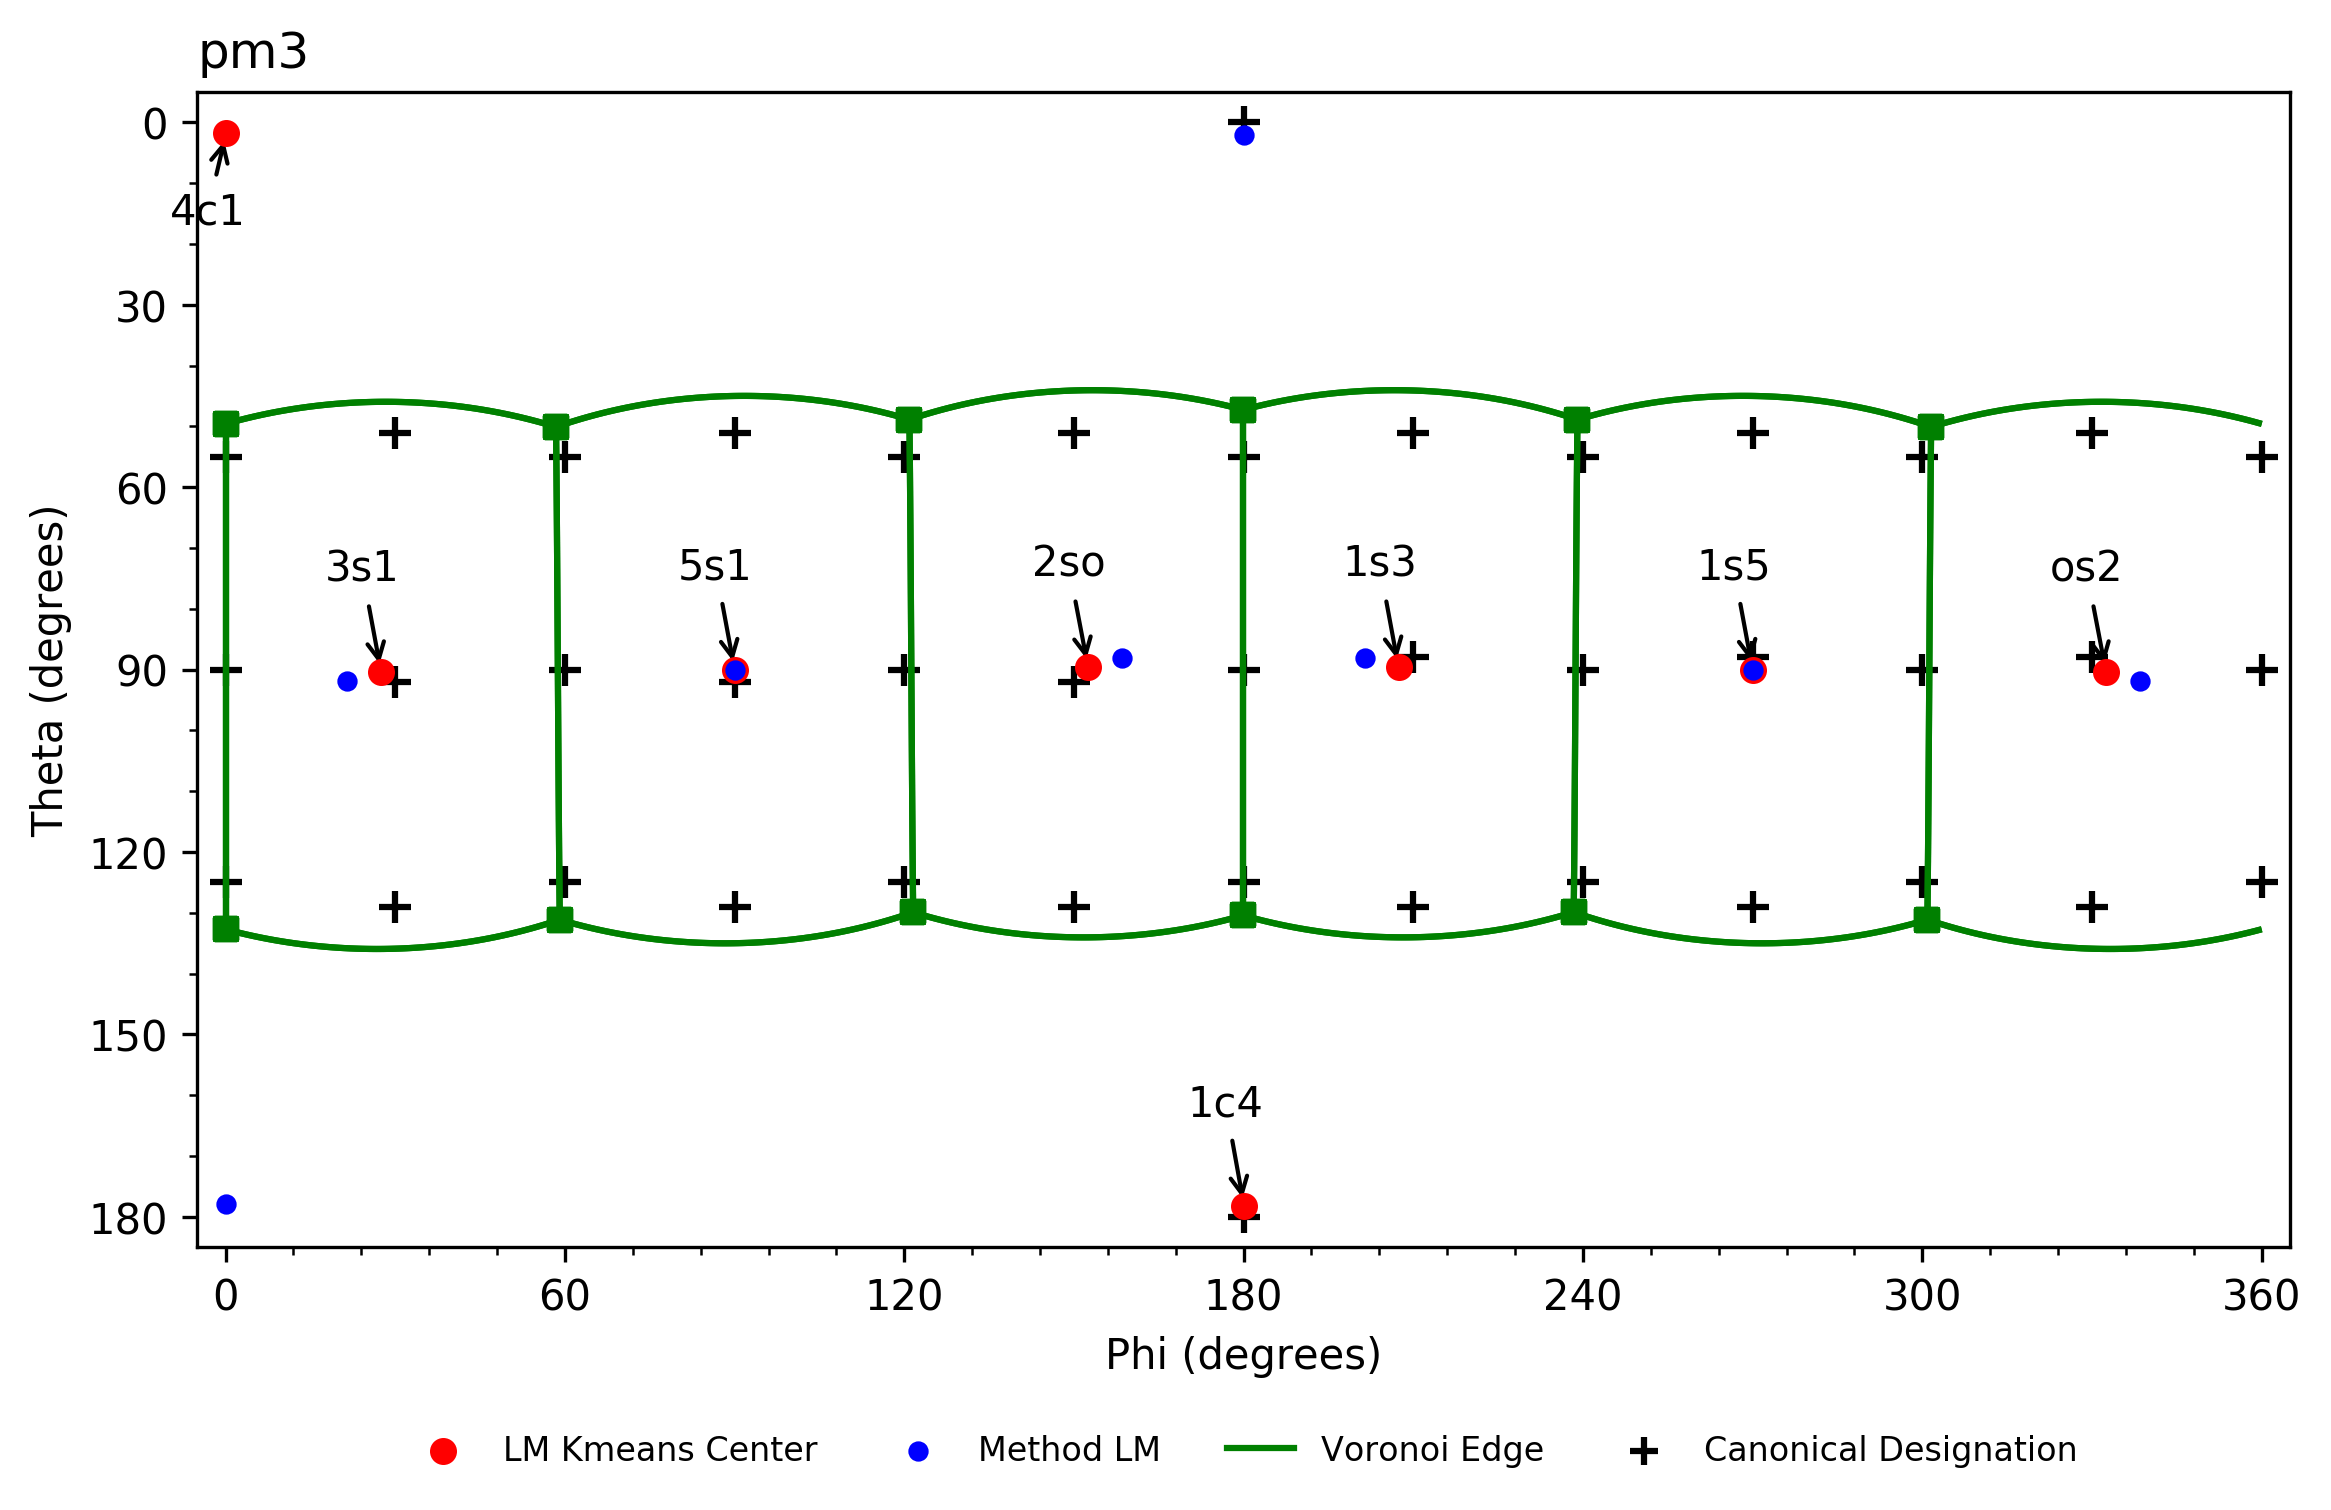 pm3
0
4c1
30
60
3s1
5s1
2so
1s3
1s5
os2
90
120
150
1c4
180
0 60 120 180 240 300 360
Theta (degrees)
Phi (degrees)
LM Kmeans Center Method LM Voronoi Edge Canonical Designation